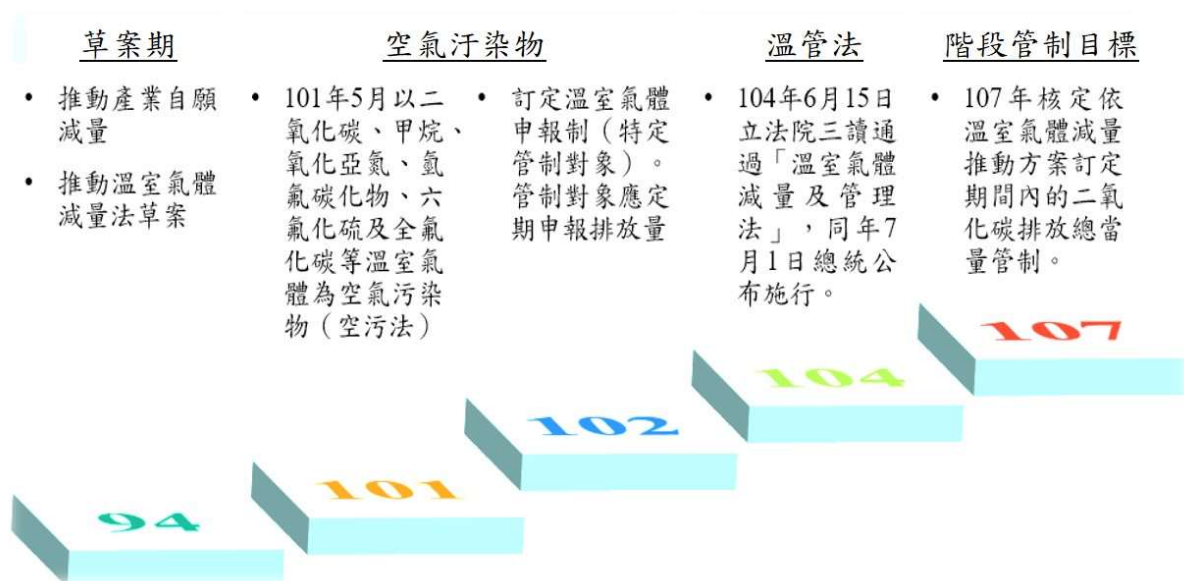 草案期
• 推動產業自願
減量
• 推動溫室氣體
減量法草案
空氣汙染物
• 101年5月以二
氧化碳、甲烷、
氧化亞氮、氫
氟碳化物、六
氟化硫及全氟
化碳等溫室氣
體為空氣污染
物（空污法）
• 訂定溫室氣體
申報制（特定
管制對象）。
管制對象應定
期申報排放量
溫管法
• 104年6月15日
立法院三讀通
過「溫室氣體
減量及管理
法」，同年7
月1日總統公
布施行。
階段管制目標
• 107年核定依
溫室氣體減量
推動方案訂定
期間內的二氧
化碳排放總當
量管制。
94
101
102
104
107